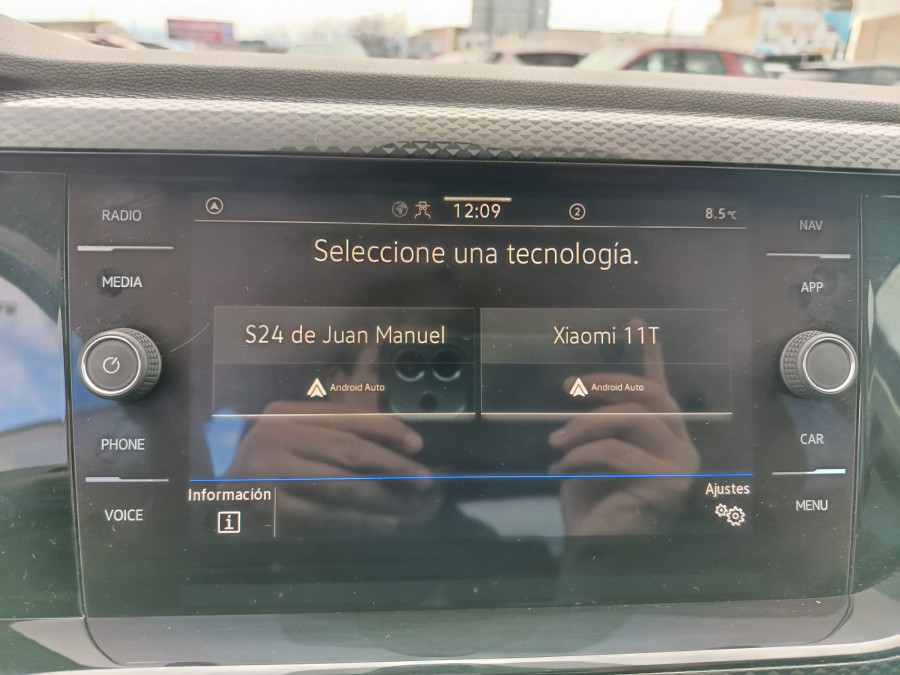 RADIO
MEDIA
PHONE
VOICE
12:09
2
8.5°C
Seleccione una tecnología.
S24 de Juan Manuel
Android Auto
Xiaomi 11T
Android Auto
Información
i
Ajustes
NAV
APP
CAR
MENU